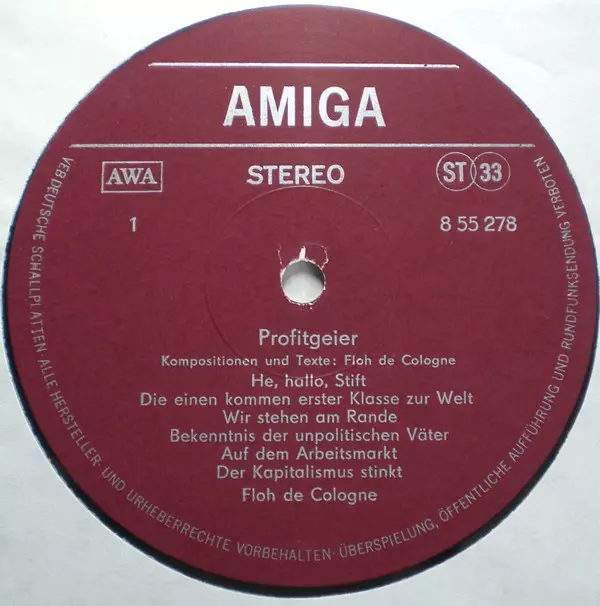 AMIGA
AWA
STEREO
ST 33
1
8 55 278
Profitgeier
Kompositionen und Texte: Floh de Cologne
He, hallo, Stift
Die einen kommen erster Klasse zur Welt
Wir stehen am Rande
Bekenntnis der unpolitischen Väter
Auf dem Arbeitsmarkt
Der Kapitalismus stinkt
Floh de Cologne
VEB DEUTSCHE SCHALLPLATTEN · ALLE HERSTELLER- UND URHEBERRECHTE VORBEHALTEN · ÜBERSPIELUNG, ÖFFENTLICHE AUFFÜHRUNG UND RUNDFUNKSENDUNG VERBOTEN